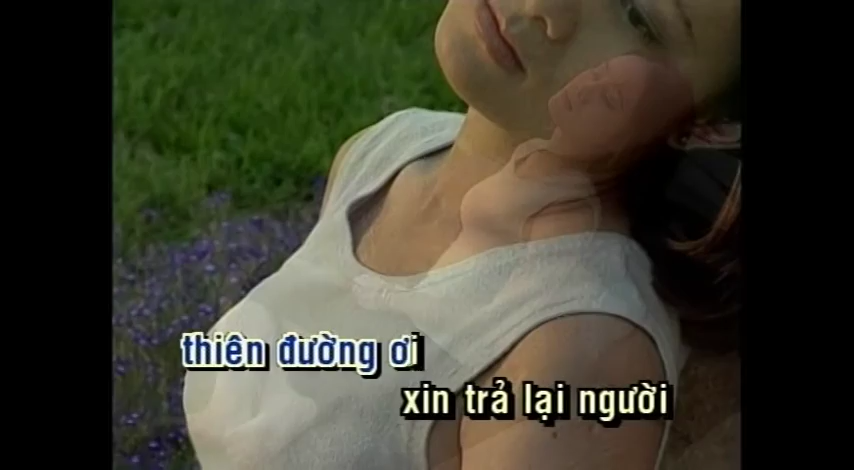 thiên đường ơi
xin trả lại người